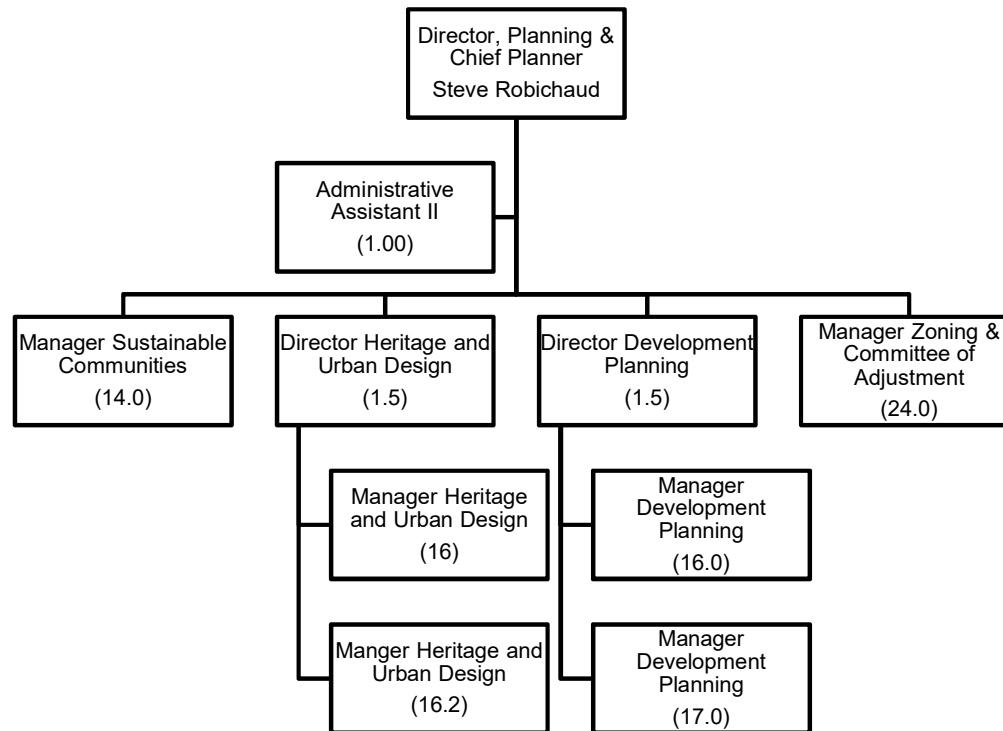 Director, Planning &
Chief Planner
Steve Robichaud
Administrative
Assistant II
(1.00)
Manager Sustainable
Communities
(14.0)
Director Heritage and
Urban Design
(1.5)
Director Development
Planning
(1.5)
Manager Zoning &
Committee of
Adjustment
(24.0)
Manager Heritage
and Urban Design
(16)
Manager
Development
Planning
(16.0)
Manger Heritage and
Urban Design
(16.2)
Manager
Development
Planning
(17.0)